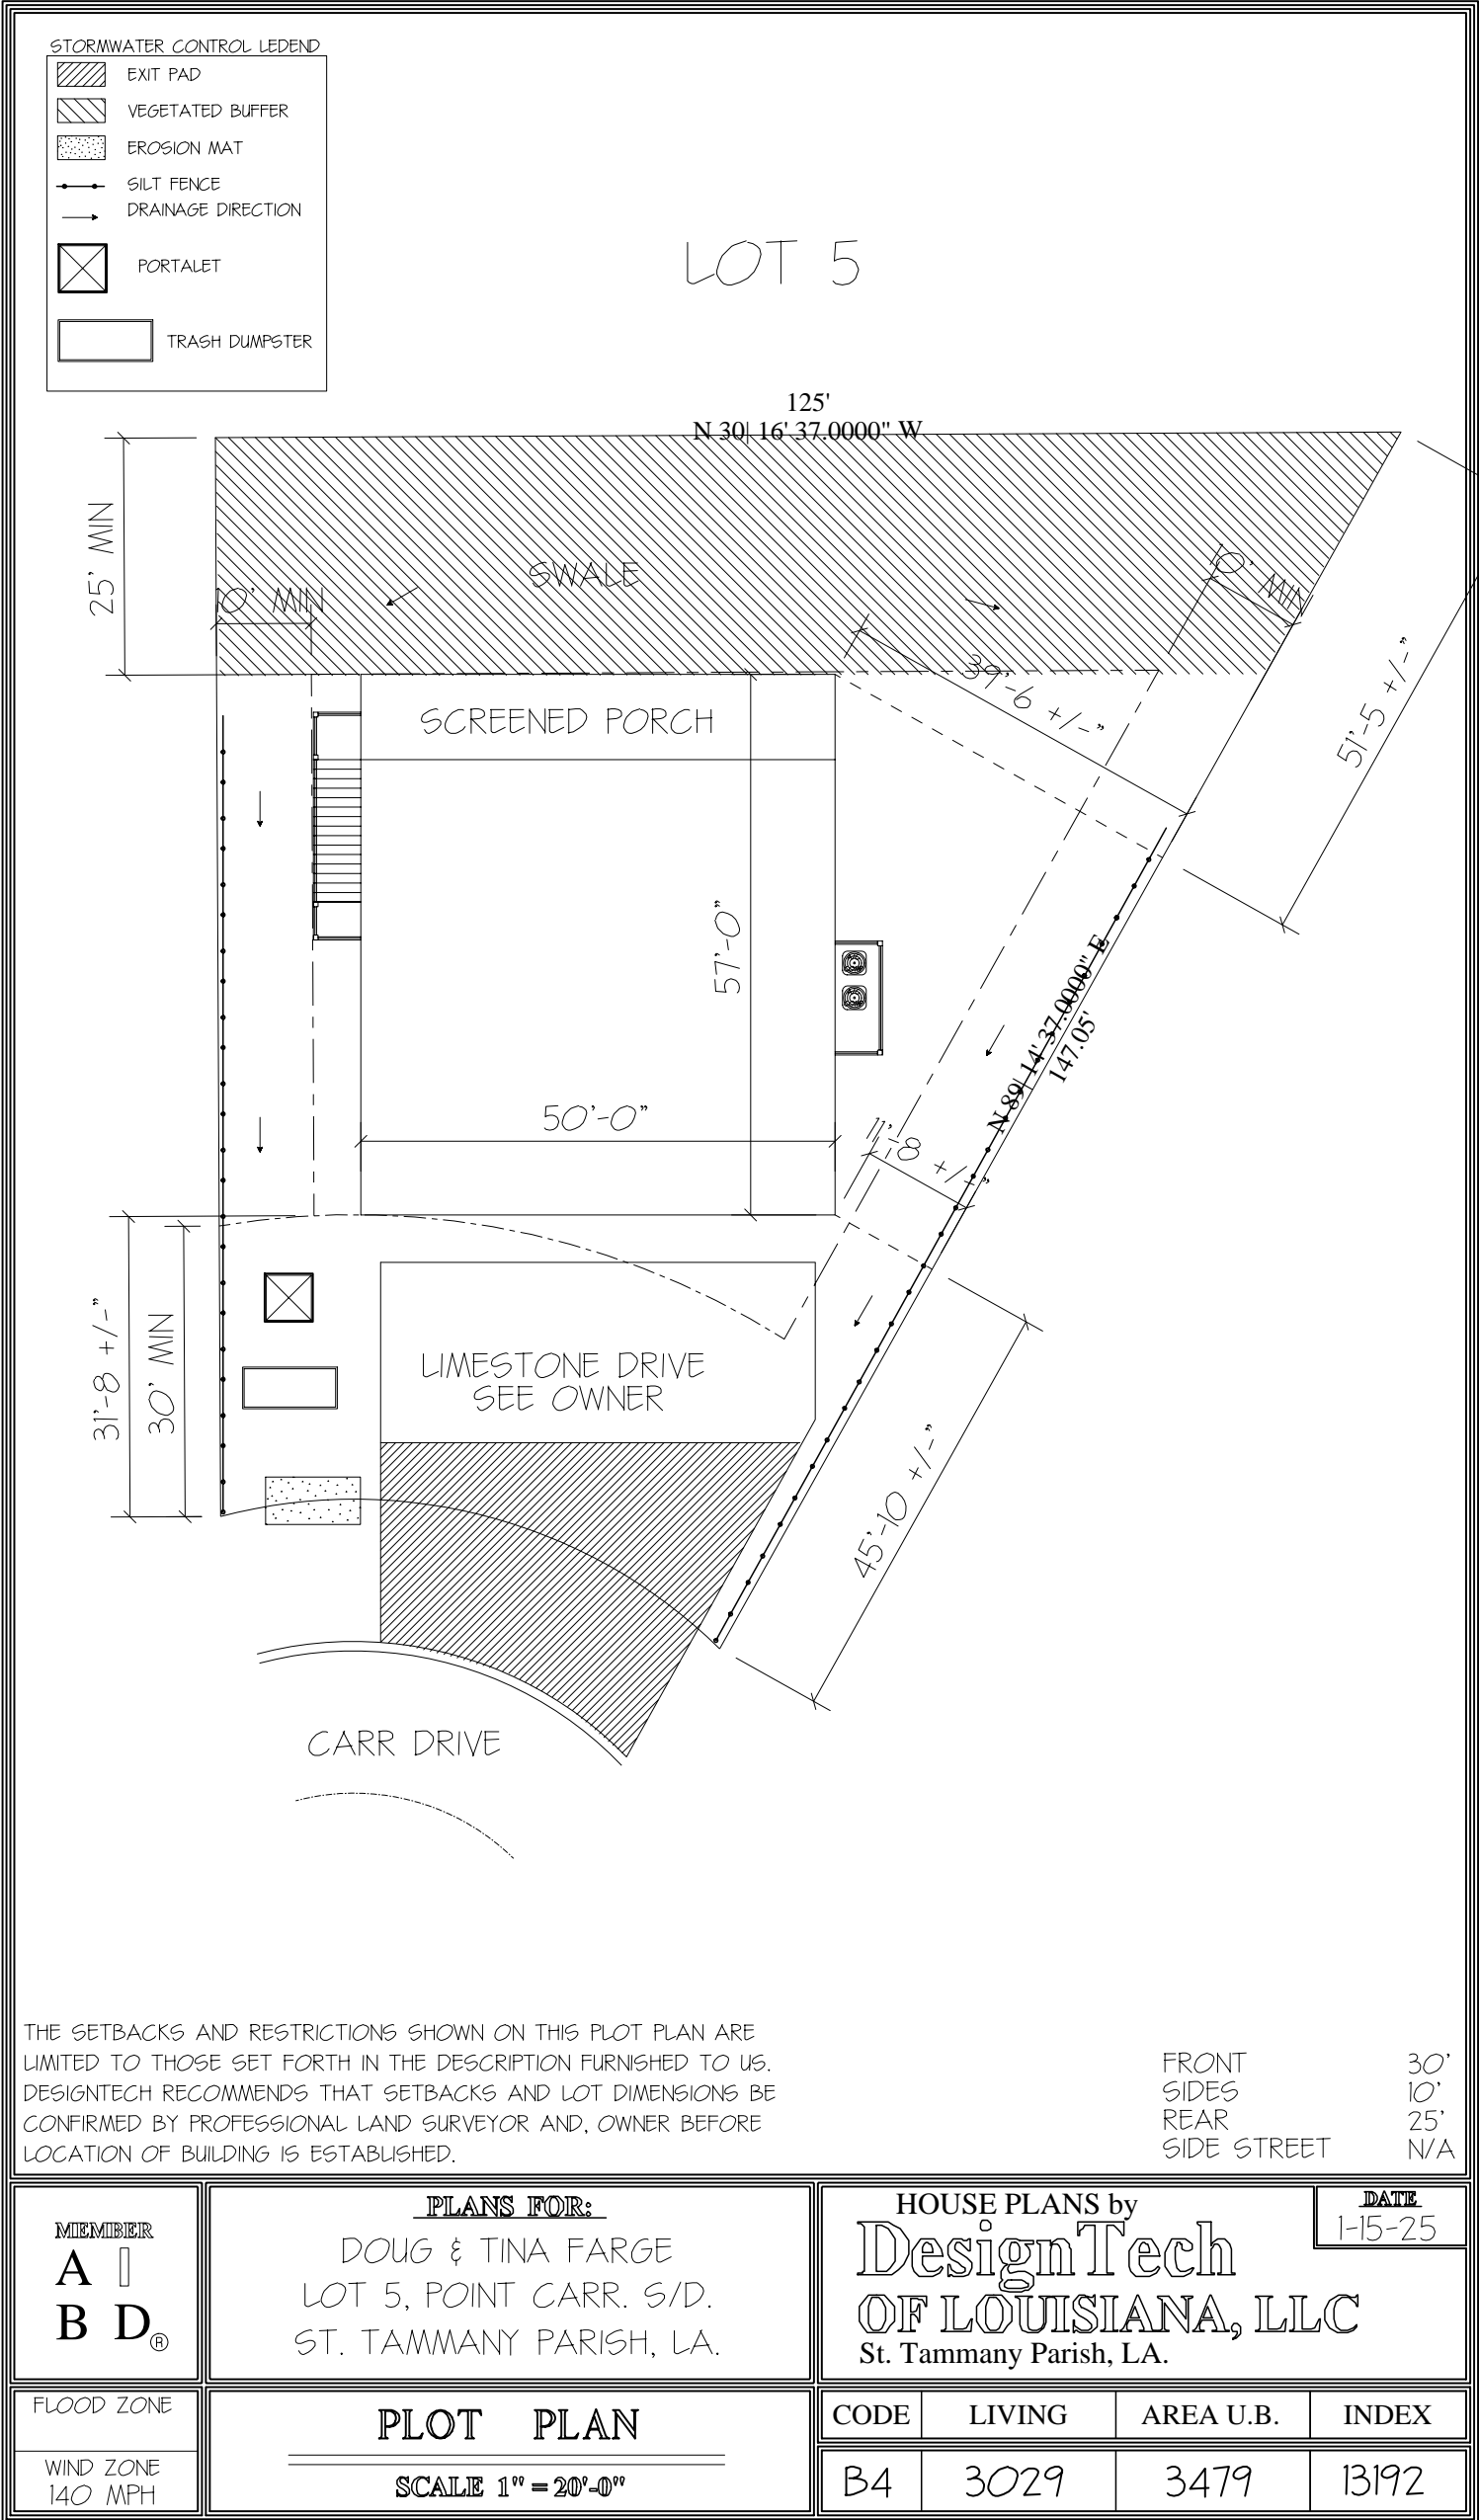 STORMWATER CONTROL LEDEND
EXIT PAD
VEGETATED BUFFER
EROSION MAT
SILT FENCE
DRAINAGE DIRECTION
PORTALET
TRASH DUMPSTER
LOT 5
125'
N 30| 16' 37.0000" W
25' MIN
10' MIN
SWALE
10' MIN
39'-6 +/-"
51'-5 +/-"
SCREENED PORCH
57'-0"
N 89| 14' 37.0000" E
147.05'
50'-0"
11'-8 +/-"
31'-8 +/-"
30' MIN
LIMESTONE DRIVE
SEE OWNER
45'-10 +/-"
CARR DRIVE
THE SETBACKS AND RESTRICTIONS SHOWN ON THIS PLOT PLAN ARE
LIMITED TO THOSE SET FORTH IN THE DESCRIPTION FURNISHED TO US.
DESIGNTECH RECOMMENDS THAT SETBACKS AND LOT DIMENSIONS BE
CONFIRMED BY PROFESSIONAL LAND SURVEYOR AND, OWNER BEFORE
LOCATION OF BUILDING IS ESTABLISHED.
FRONT 30'
SIDES 10'
REAR 25'
SIDE STREET N/A
MEMBER
A I
B D®
PLANS FOR:
DOUG & TINA FARGE
LOT 5, POINT CARR. S/D.
ST. TAMMANY PARISH, LA.
HOUSE PLANS by
DesignTech
OF LOUISIANA, LLC
St. Tammany Parish, LA.
DATE
1-15-25
FLOOD ZONE
WIND ZONE
140 MPH
PLOT PLAN
SCALE 1" = 20'-0"
CODE LIVING AREA U.B. INDEX
B4 3029 3479 13192